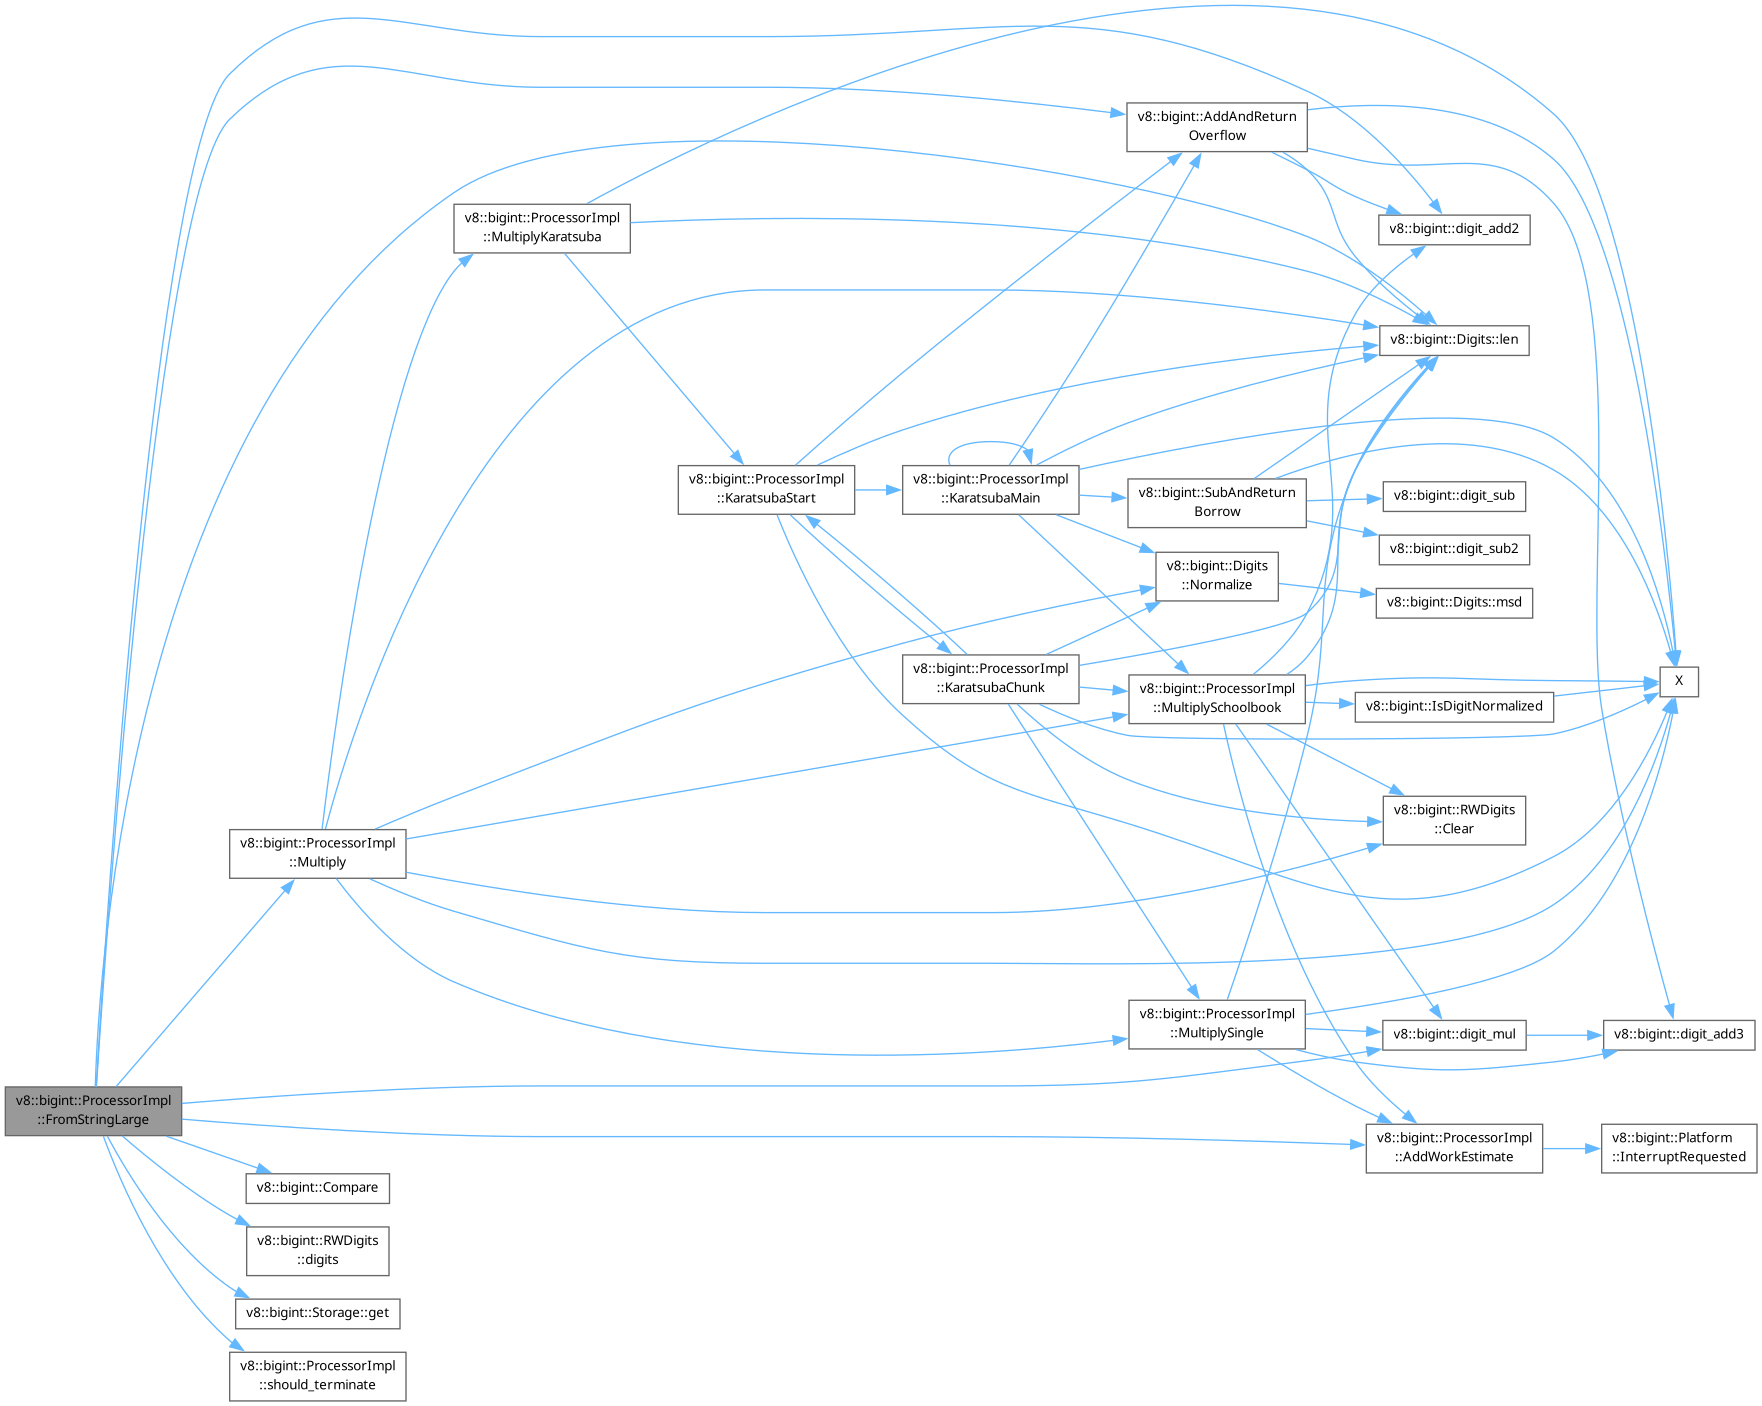 v8::bigint::AddAndReturn
Overflow
v8::bigint::ProcessorImpl
::MultiplyKaratsuba
v8::bigint::digit_add2
v8::bigint::Digits::len
v8::bigint::ProcessorImpl
::KaratsubaStart
v8::bigint::ProcessorImpl
::KaratsubaMain
v8::bigint::SubAndReturn
Borrow
v8::bigint::digit_sub
v8::bigint::digit_sub2
v8::bigint::Digits
::Normalize
v8::bigint::Digits::msd
v8::bigint::ProcessorImpl
::KaratsubaChunk
v8::bigint::ProcessorImpl
::MultiplySchoolbook
X
v8::bigint::IsDigitNormalized
v8::bigint::RWDigits
::Clear
v8::bigint::ProcessorImpl
::Multiply
v8::bigint::ProcessorImpl
::MultiplySingle
v8::bigint::digit_mul
v8::bigint::digit_add3
v8::bigint::ProcessorImpl
::FromStringLarge
v8::bigint::ProcessorImpl
::AddWorkEstimate
v8::bigint::Platform
::InterruptRequested
v8::bigint::Compare
v8::bigint::RWDigits
::digits
v8::bigint::Storage::get
v8::bigint::ProcessorImpl
::should_terminate